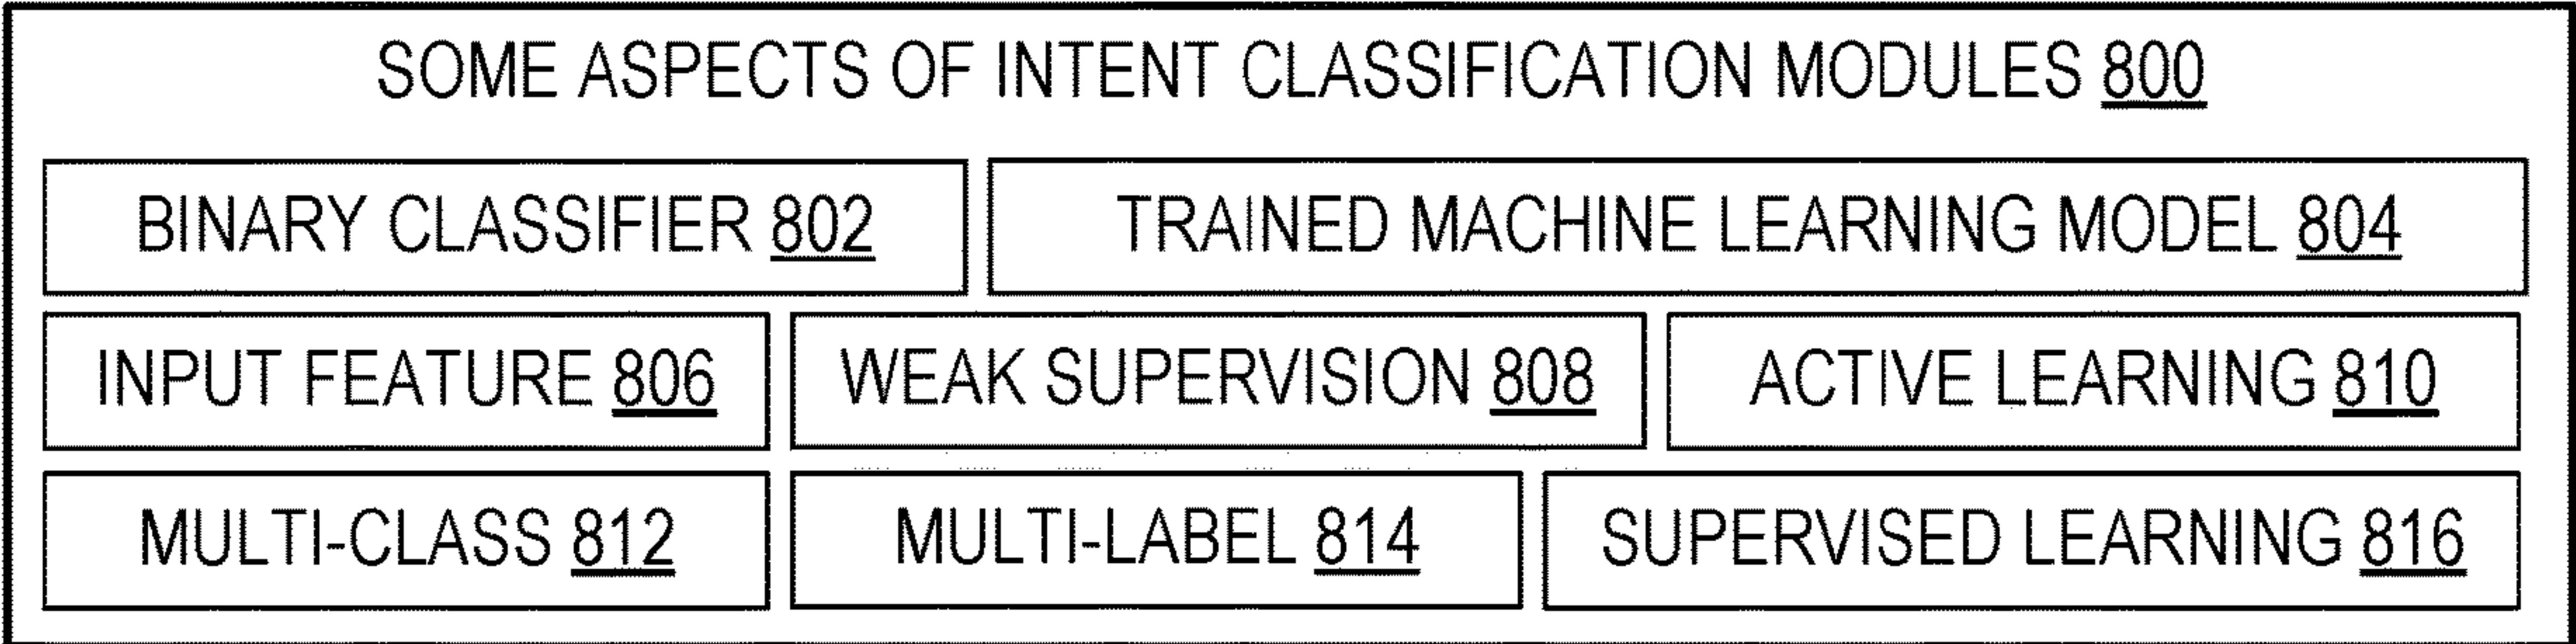 SOME ASPECTS OF INTENT CLASSIFICATION MODULES 800
BINARY CLASSIFIER 802
TRAINED MACHINE LEARNING MODEL 804
INPUT FEATURE 806
WEAK SUPERVISION 808
ACTIVE LEARNING 810
MULTI-CLASS 812
MULTI-LABEL 814
SUPERVISED LEARNING 816